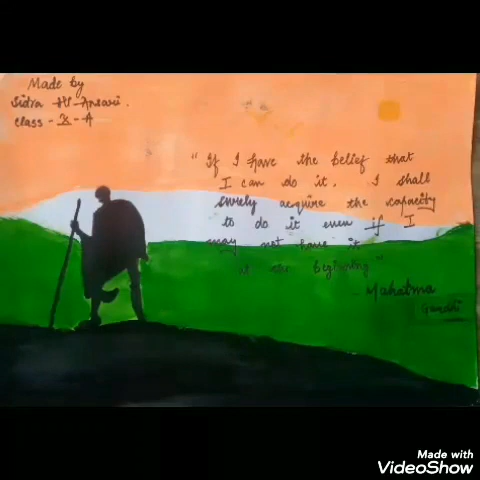 Made by
Sidra Ansari.
class - X - A
"If I have the belief that
I can do it. I shall
surely acquire the capacity
to do it even if I
may not have it
at the beginning"
- Mahatma
Gandhi
Made with
VideoShow